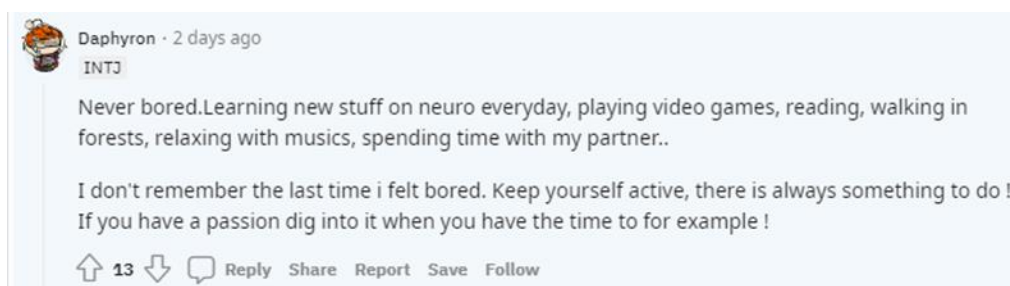 Daphyron · 2 days ago
INTJ
Never bored.Learning new stuff on neuro everyday, playing video games, reading, walking in
forests, relaxing with musics, spending time with my partner..
I don't remember the last time i felt bored. Keep yourself active, there is always something to do !
If you have a passion dig into it when you have the time to for example !
13 Reply Share Report Save Follow